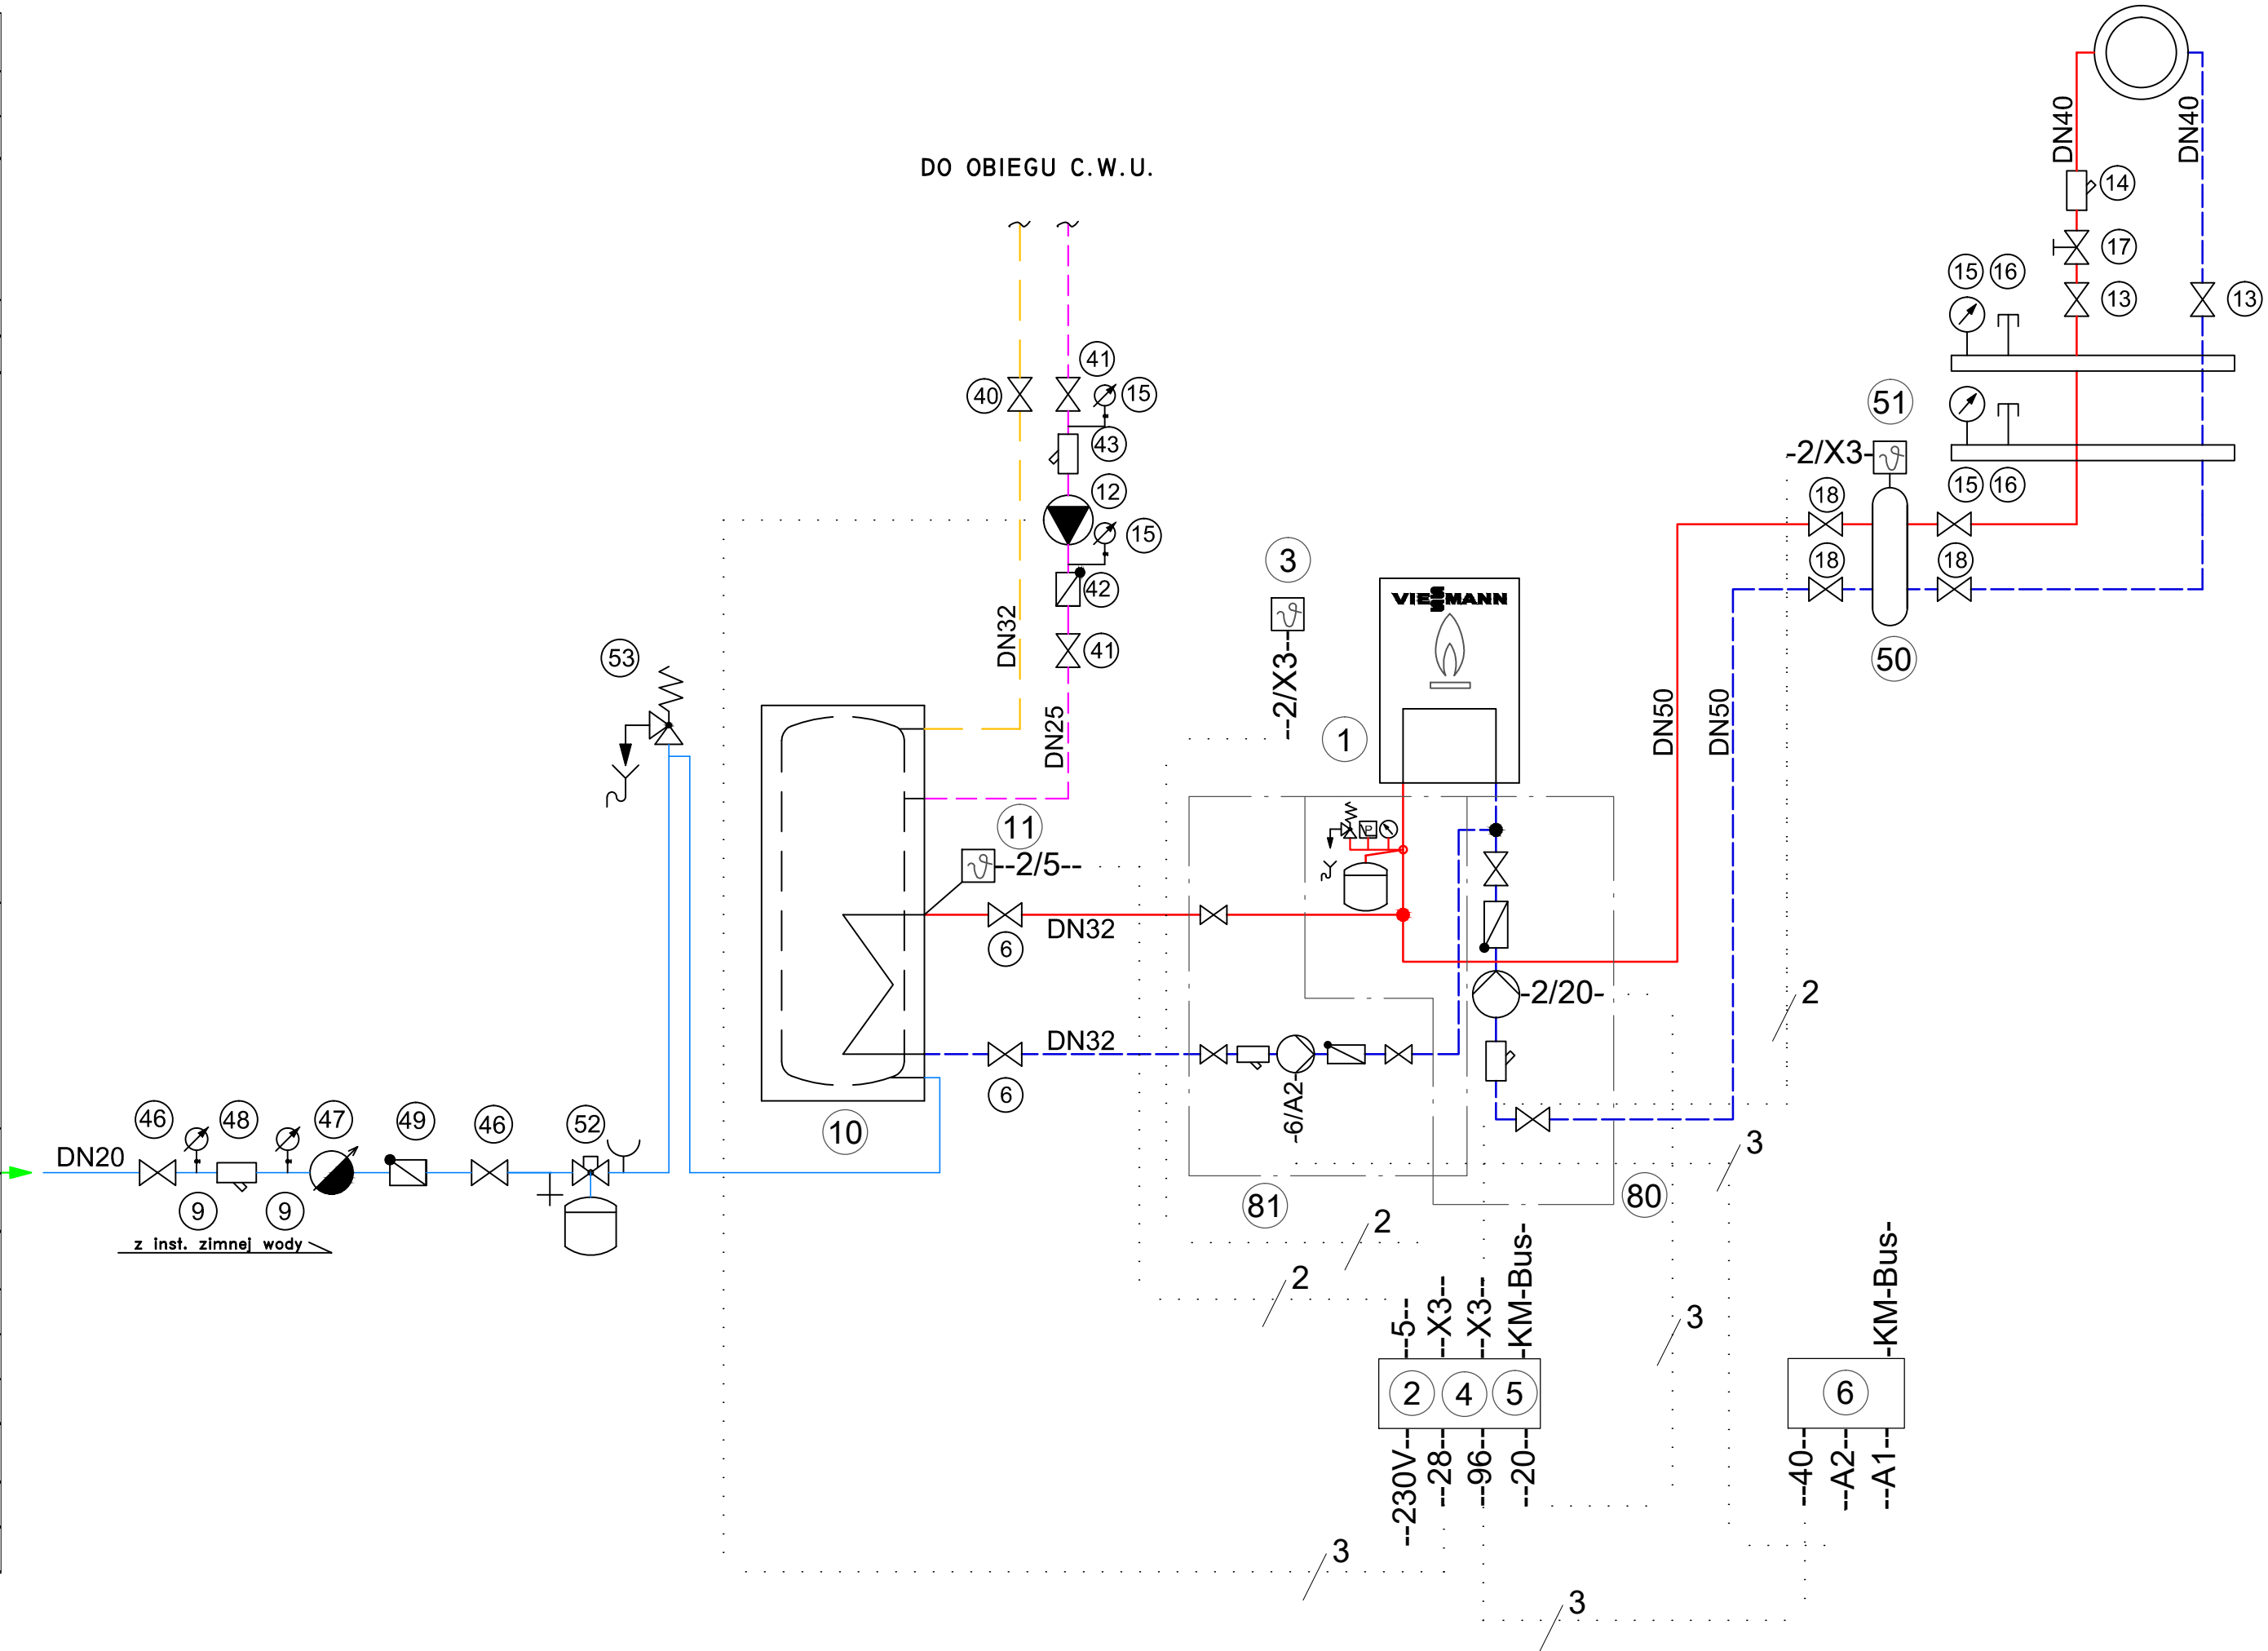 DN40
DN40
14
DO OBIEGU C.W.U.
17
15
16
13
13
41
40
15
51
43
-2/X3-
12
18
15
16
15
3
42
18
18
VIESSMANN
DN32
41
53
--2/X3--
50
DN25
DN50
DN50
1
11
P
--2/5--
DN32
6
-2/20-
2
DN32
6
-6/A2-
46
48
47
49
46
52
10
3
DN20
81
80
9
9
2
z inst. zimnej wody
2
--5--
--X3--
--X3--
-KM-Bus-
3
-KM-Bus-
2
4
5
6
--230V--
--28--
--96--
--20--
--40--
--A2--
--A1--
3
3